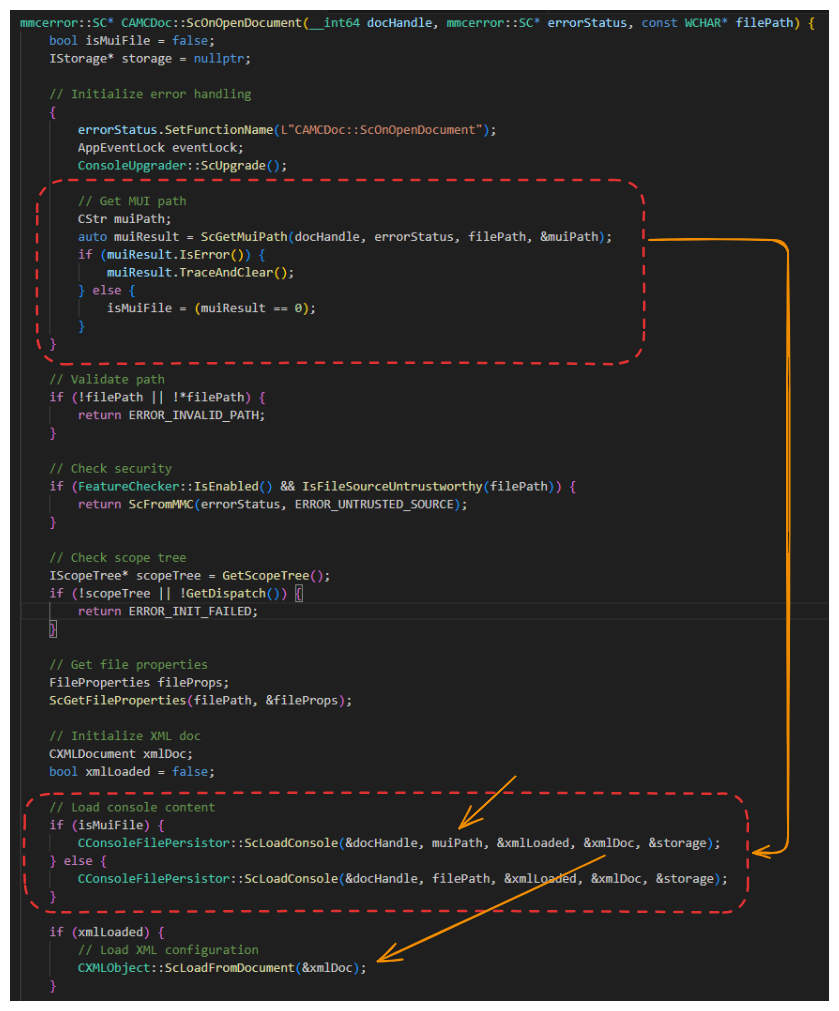 mmcerror::SC* CAMCDoc::ScOnOpenDocument(__int64 docHandle, mmcerror::SC* errorStatus, const WCHAR* filePath) {
    bool isMuiFile = false;
    IStorage* storage = nullptr;

    // Initialize error handling
    {
        errorStatus.SetFunctionName(L"CAMCDoc::ScOnOpenDocument");
        AppEventLock eventLock;
        ConsoleUpgrader::ScUpgrade();

        // Get MUI path
        CStr muiPath;
        auto muiResult = ScGetMuiPath(docHandle, errorStatus, filePath, &muiPath);
        if (muiResult.IsError()) {
            muiResult.TraceAndClear();
        } else {
            isMuiFile = (muiResult == 0);
        }
    }

    // Validate path
    if (!filePath || !*filePath) {
        return ERROR_INVALID_PATH;
    }

    // Check security
    if (FeatureChecker::IsEnabled() && IsFileSourceUntrustworthy(filePath)) {
        return ScFromMMC(errorStatus, ERROR_UNTRUSTED_SOURCE);
    }

    // Check scope tree
    IScopeTree* scopeTree = GetScopeTree();
    if (!scopeTree || !GetDispatch()) {
        return ERROR_INIT_FAILED;
    }

    // Get file properties
    FileProperties fileProps;
    ScGetFileProperties(filePath, &fileProps);

    // Initialize XML doc
    CXMLDocument xmlDoc;
    bool xmlLoaded = false;

    // Load console content
    if (isMuiFile) {
        CConsoleFilePersistor::ScLoadConsole(&docHandle, muiPath, &xmlLoaded, &xmlDoc, &storage);
    } else {
        CConsoleFilePersistor::ScLoadConsole(&docHandle, filePath, &xmlLoaded, &xmlDoc, &storage);
    }

    if (xmlLoaded) {
        // Load XML configuration
        CXMLObject::ScLoadFromDocument(&xmlDoc);
    }